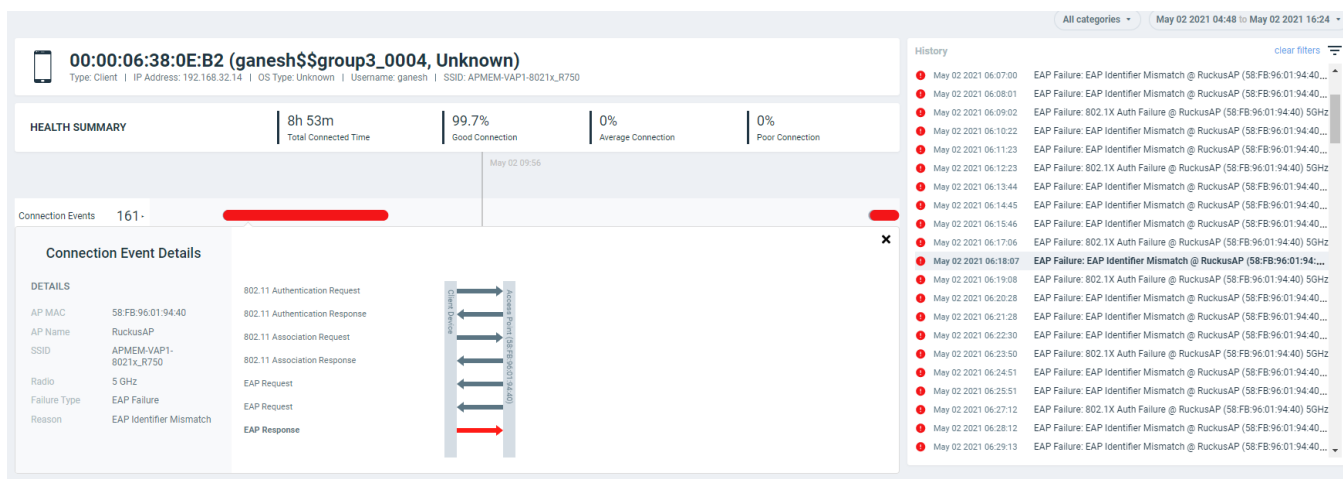 All categories
May 02 2021 04:48 to May 02 2021 16:24
00:00:06:38:0E:B2 (ganesh$$group3_0004, Unknown)
Type: Client | IP Address: 192.168.32.14 | OS Type: Unknown | Username: ganesh | SSID: APMEM-VAP1-8021x_R750
HEALTH SUMMARY
8h 53m
Total Connected Time
99.7%
Good Connection
0%
Average Connection
0%
Poor Connection
May 02 09:56
Connection Events 161
Connection Event Details
DETAILS
AP MAC 58:FB:96:01:94:40
AP Name RuckusAP
SSID APMEM-VAP1-
8021x_R750
Radio 5 GHz
Failure Type EAP Failure
Reason EAP Identifier Mismatch
802.11 Authentication Request
802.11 Authentication Response
802.11 Association Request
802.11 Association Response
EAP Request
EAP Request
EAP Response
Client Device
Access Point (58:FB:96:01:94:40)
History
clear filters
May 02 2021 06:07:00 EAP Failure: EAP Identifier Mismatch @ RuckusAP (58:FB:96:01:94:40...
May 02 2021 06:08:01 EAP Failure: EAP Identifier Mismatch @ RuckusAP (58:FB:96:01:94:40...
May 02 2021 06:09:02 EAP Failure: 802.1X Auth Failure @ RuckusAP (58:FB:96:01:94:40) 5GHz
May 02 2021 06:10:22 EAP Failure: EAP Identifier Mismatch @ RuckusAP (58:FB:96:01:94:40...
May 02 2021 06:11:23 EAP Failure: EAP Identifier Mismatch @ RuckusAP (58:FB:96:01:94:40...
May 02 2021 06:12:23 EAP Failure: 802.1X Auth Failure @ RuckusAP (58:FB:96:01:94:40) 5GHz
May 02 2021 06:13:44 EAP Failure: EAP Identifier Mismatch @ RuckusAP (58:FB:96:01:94:40...
May 02 2021 06:14:45 EAP Failure: EAP Identifier Mismatch @ RuckusAP (58:FB:96:01:94:40...
May 02 2021 06:15:46 EAP Failure: EAP Identifier Mismatch @ RuckusAP (58:FB:96:01:94:40...
May 02 2021 06:17:06 EAP Failure: 802.1X Auth Failure @ RuckusAP (58:FB:96:01:94:40) 5GHz
May 02 2021 06:18:07 EAP Failure: EAP Identifier Mismatch @ RuckusAP (58:FB:96:01:94:...
May 02 2021 06:19:08 EAP Failure: 802.1X Auth Failure @ RuckusAP (58:FB:96:01:94:40) 5GHz
May 02 2021 06:20:28 EAP Failure: EAP Identifier Mismatch @ RuckusAP (58:FB:96:01:94:40...
May 02 2021 06:21:28 EAP Failure: EAP Identifier Mismatch @ RuckusAP (58:FB:96:01:94:40...
May 02 2021 06:22:30 EAP Failure: EAP Identifier Mismatch @ RuckusAP (58:FB:96:01:94:40...
May 02 2021 06:23:50 EAP Failure: 802.1X Auth Failure @ RuckusAP (58:FB:96:01:94:40) 5GHz
May 02 2021 06:24:51 EAP Failure: EAP Identifier Mismatch @ RuckusAP (58:FB:96:01:94:40...
May 02 2021 06:25:51 EAP Failure: EAP Identifier Mismatch @ RuckusAP (58:FB:96:01:94:40...
May 02 2021 06:27:12 EAP Failure: 802.1X Auth Failure @ RuckusAP (58:FB:96:01:94:40) 5GHz
May 02 2021 06:28:12 EAP Failure: EAP Identifier Mismatch @ RuckusAP (58:FB:96:01:94:40...
May 02 2021 06:29:13 EAP Failure: EAP Identifier Mismatch @ RuckusAP (58:FB:96:01:94:40...